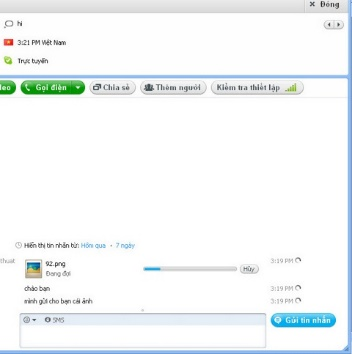 × Đóng
hi
3:21 PM Việt Nam
Trực tuyến
deo Gọi điện Chia sẻ Thêm người Kiểm tra thiết lập
Hiển thị tin nhắn từ: Hôm qua • 7 ngày
thuat 92.png 3:19 PM
Đang đợi Hủy
chào bạn 3:19 PM
mình gửi cho bạn cái ảnh 3:19 PM
SMS Gửi tin nhắn